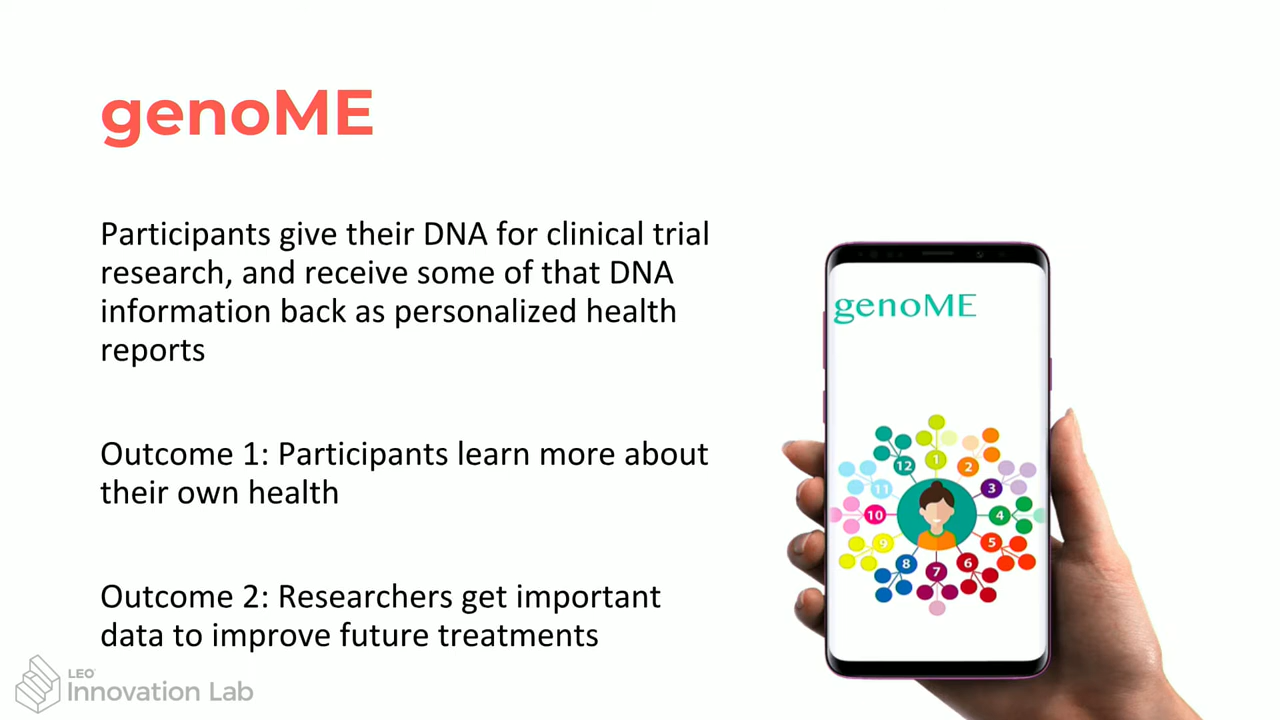 genoME
Participants give their DNA for clinical trial
research, and receive some of that DNA
information back as personalized health
reports
Outcome 1: Participants learn more about
their own health
Outcome 2: Researchers get important
data to improve future treatments
LEO
Innovation Lab
genoME
1
2
3
4
5
6
7
8
9
10
11
12